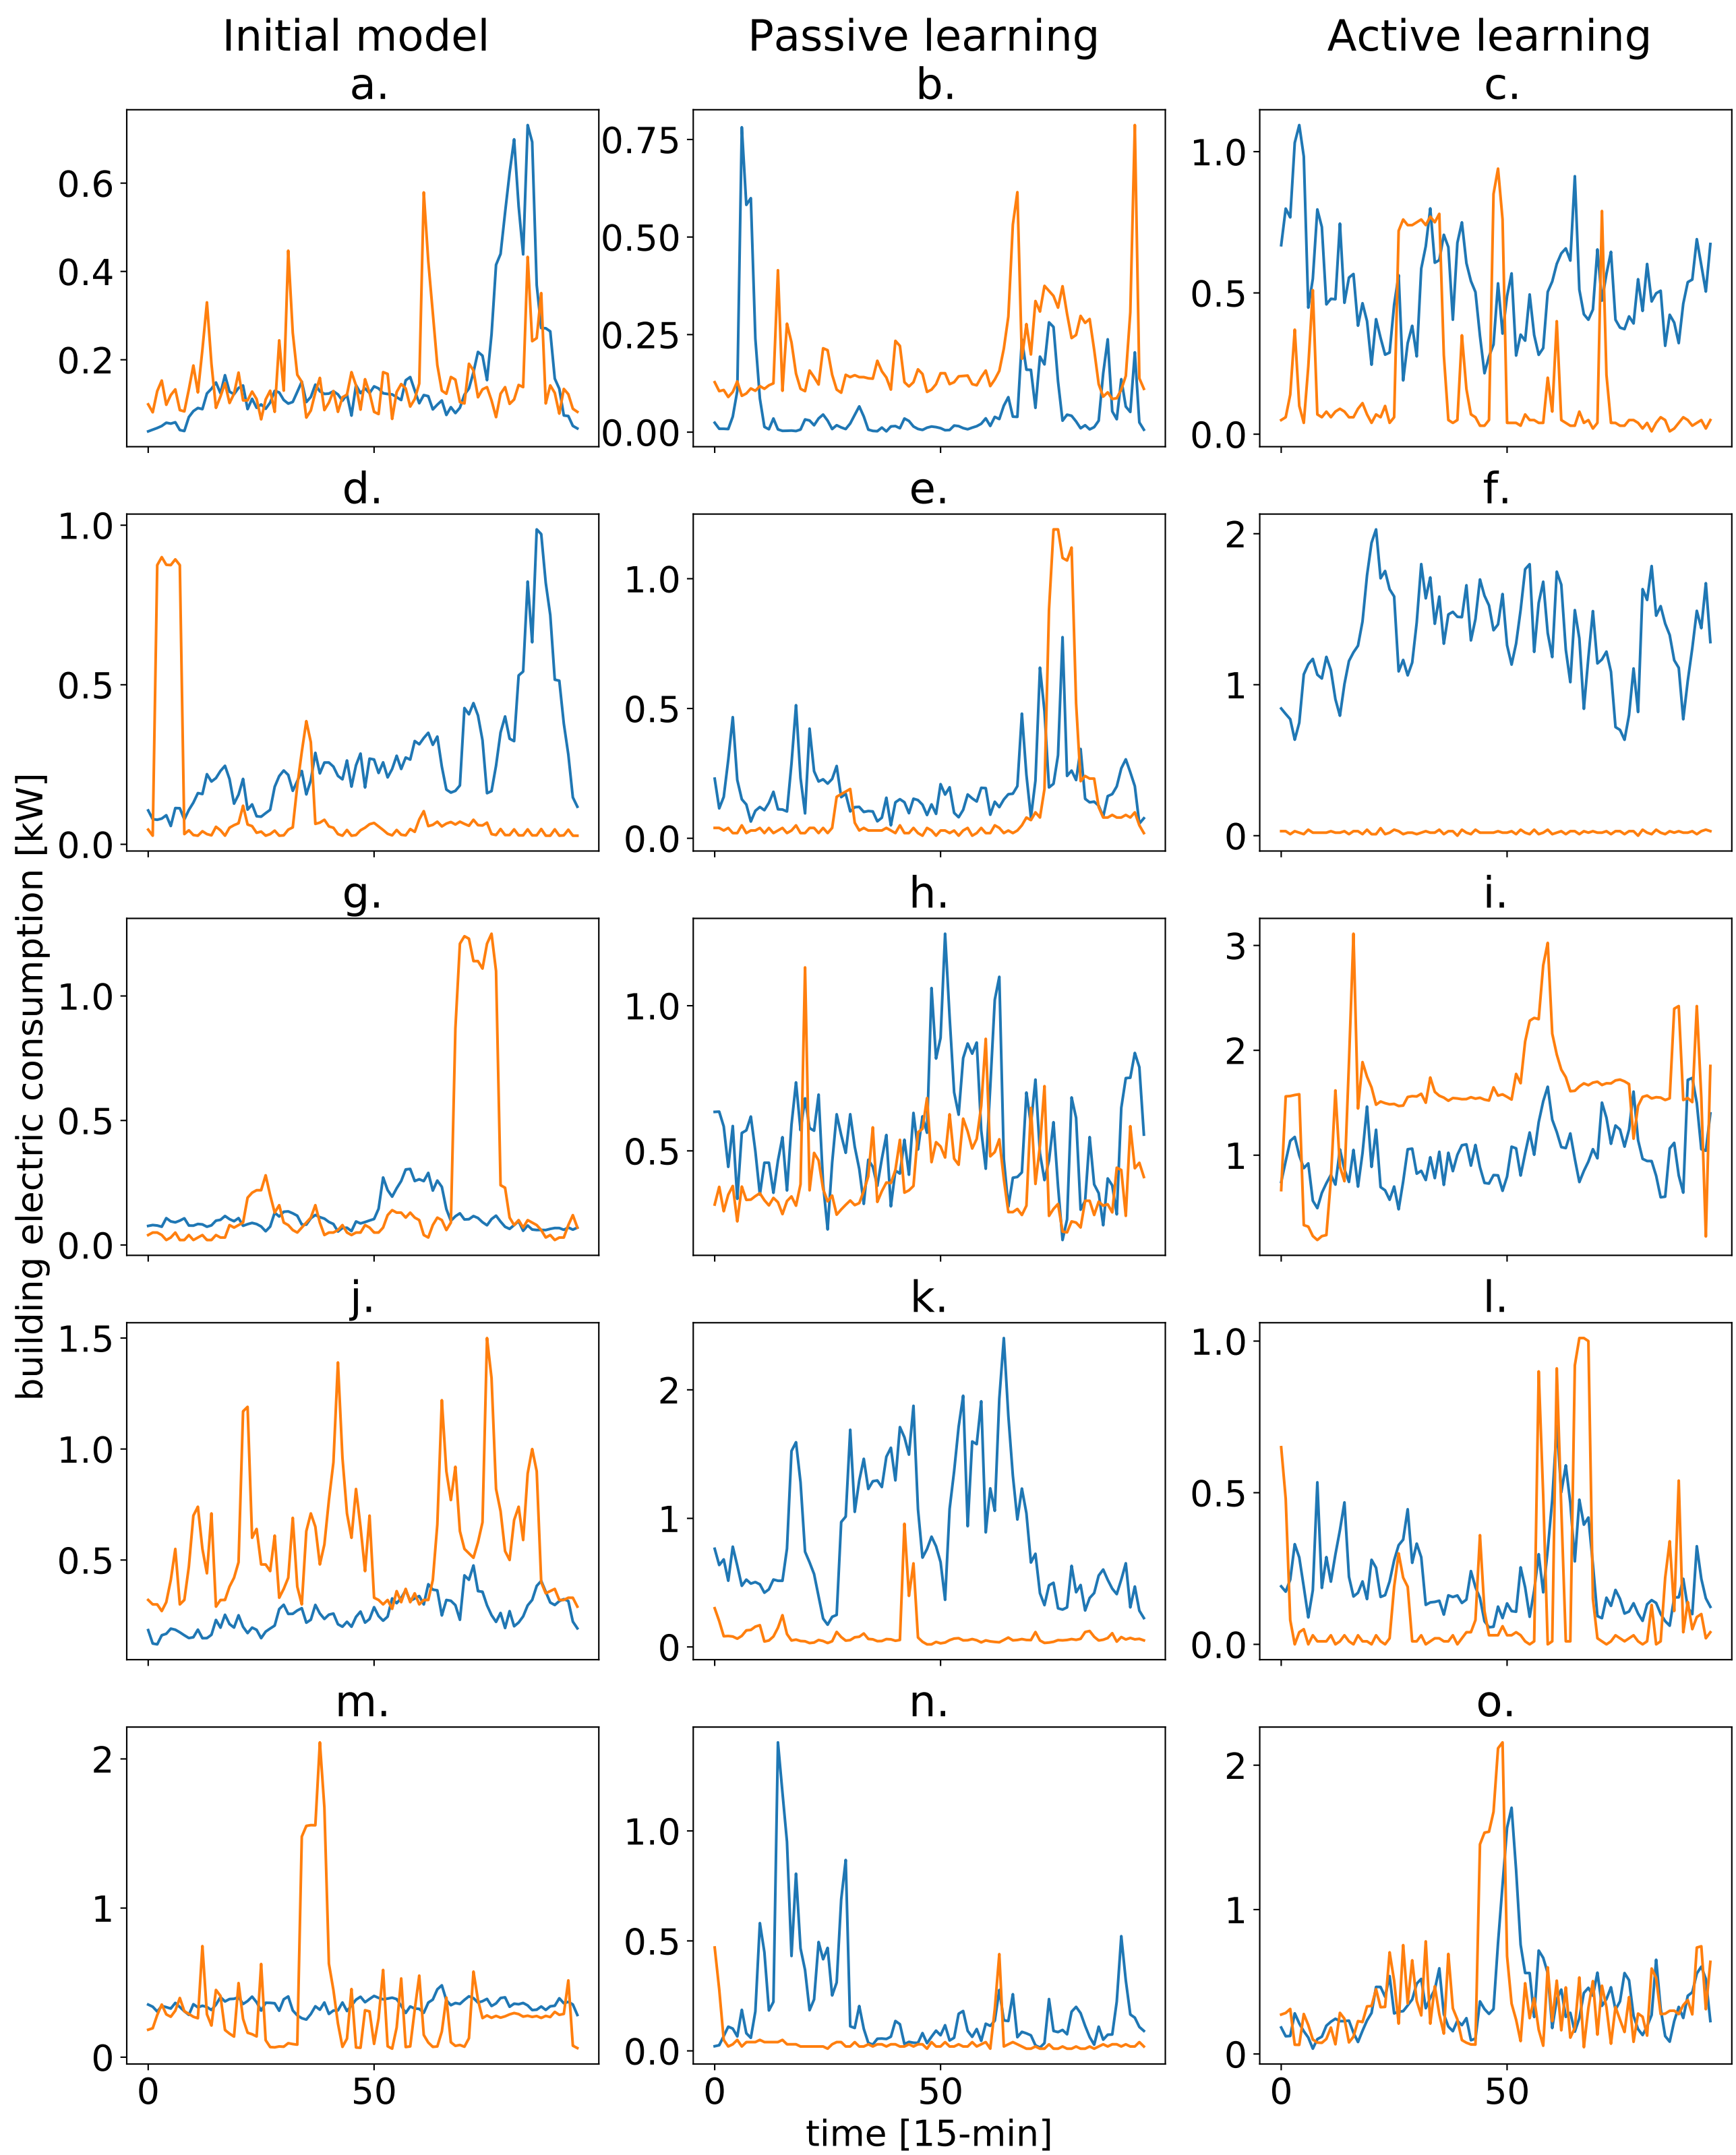 Initial model
Passive learning
Active learning
a.
b.
c.
0.6
0.4
0.2
0.75
0.50
0.25
0.00
1.0
0.5
0.0
d.
e.
f.
1.0
0.5
0.0
1.0
0.5
0.0
2
1
0
g.
h.
i.
1.0
0.5
0.0
1.0
0.5
3
2
1
j.
k.
l.
1.5
1.0
0.5
2
1
0
1.0
0.5
0.0
m.
n.
o.
2
1
0
1.0
0.5
0.0
2
1
0
0 50
0 50
0 50
time [15-min]
building electric consumption [kW]